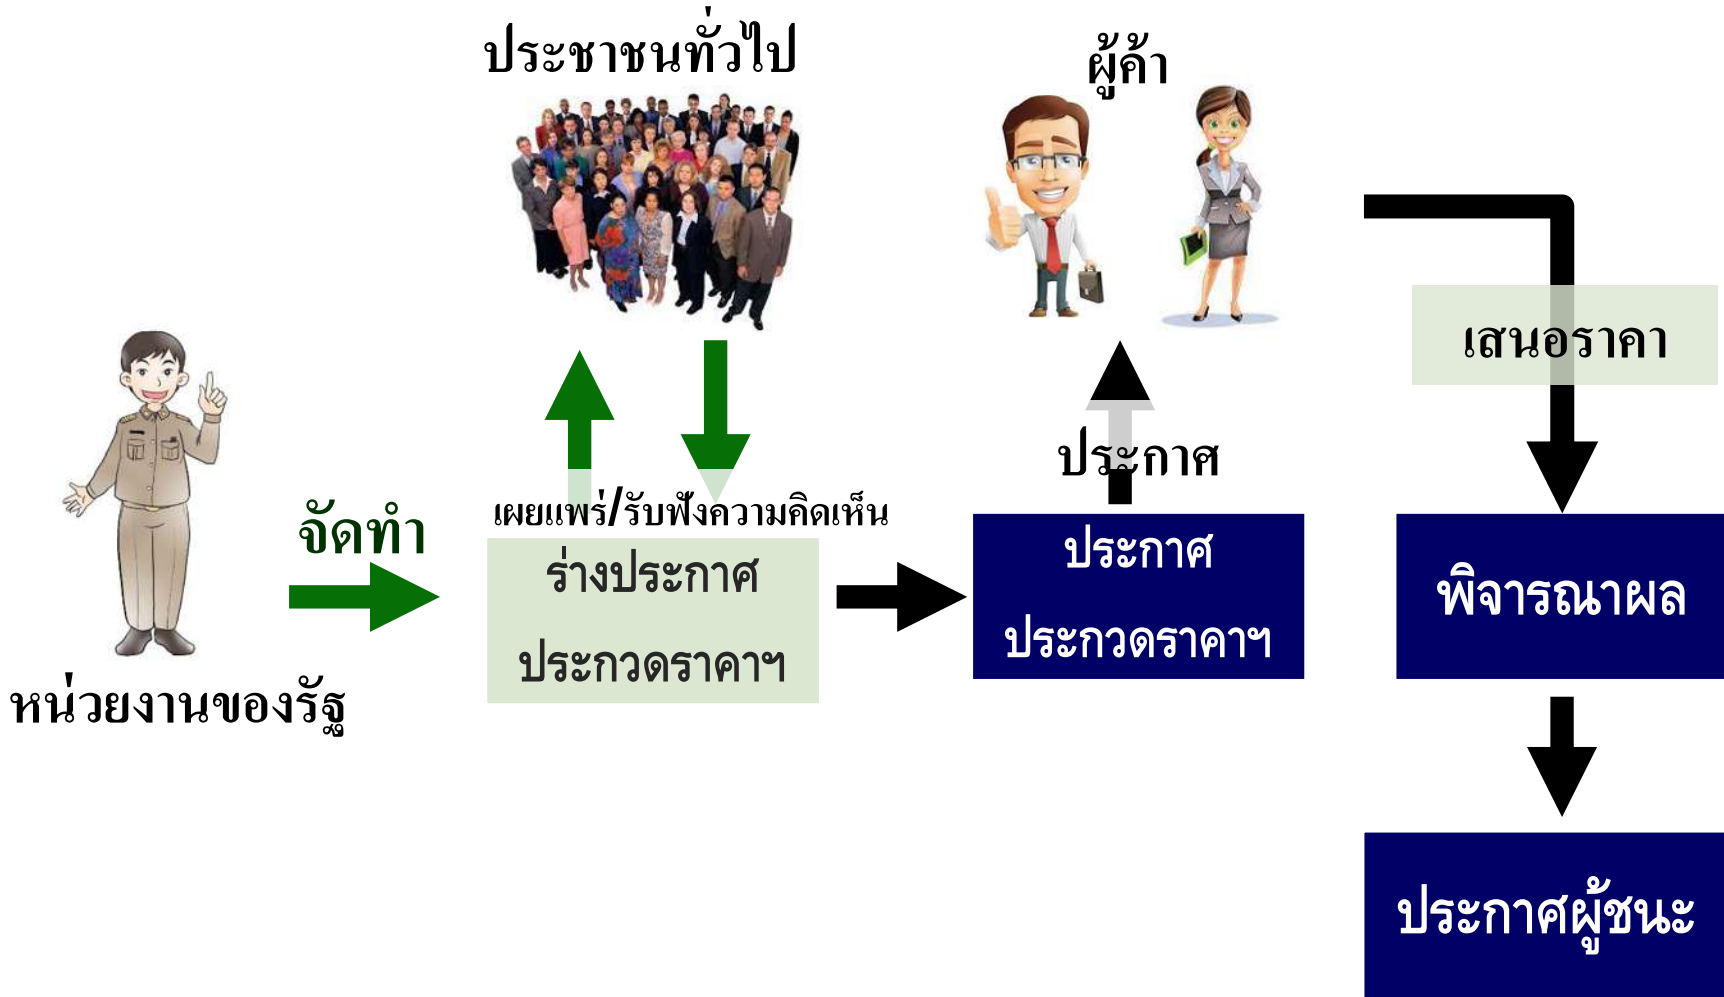 ประชาชนทั่วไป
ผู้ค้า
เสนอราคา
ประกาศ
จัดทำ
เผยแพร่/รับฟังความคิดเห็น
ร่างประกาศ
ประกวดราคาฯ
ประกาศ
ประกวดราคาฯ
พิจารณาผล
หน่วยงานของรัฐ
ประกาศผู้ชนะ